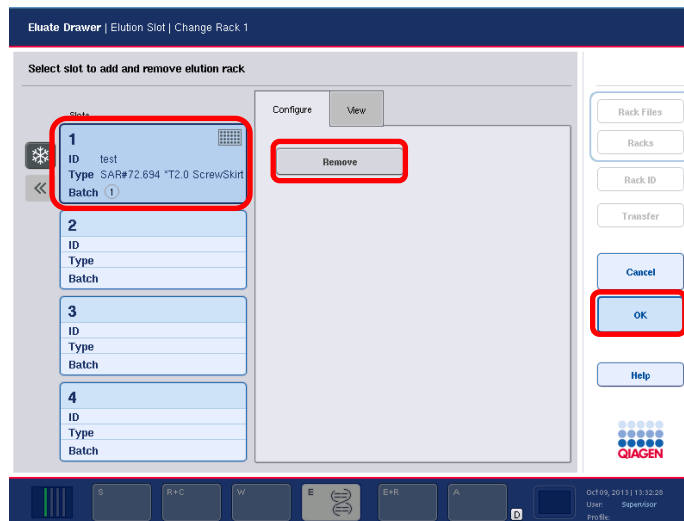 Eluate Drawer | Elution Slot | Change Rack 1
Select slot to add and remove elution rack
Slots
1
ID test
Type SAR#72.694 "T2.0 ScrewSkirt
Batch 1
2
ID
Type
Batch
3
ID
Type
Batch
4
ID
Type
Batch
Configure View
Remove
Rack Files
Racks
Rack ID
Transfer
Cancel
OK
Help
QIAGEN
S R+C W E E+R A D
Oct 09, 2013 | 13:32:20
User: Supervisor
Profile: